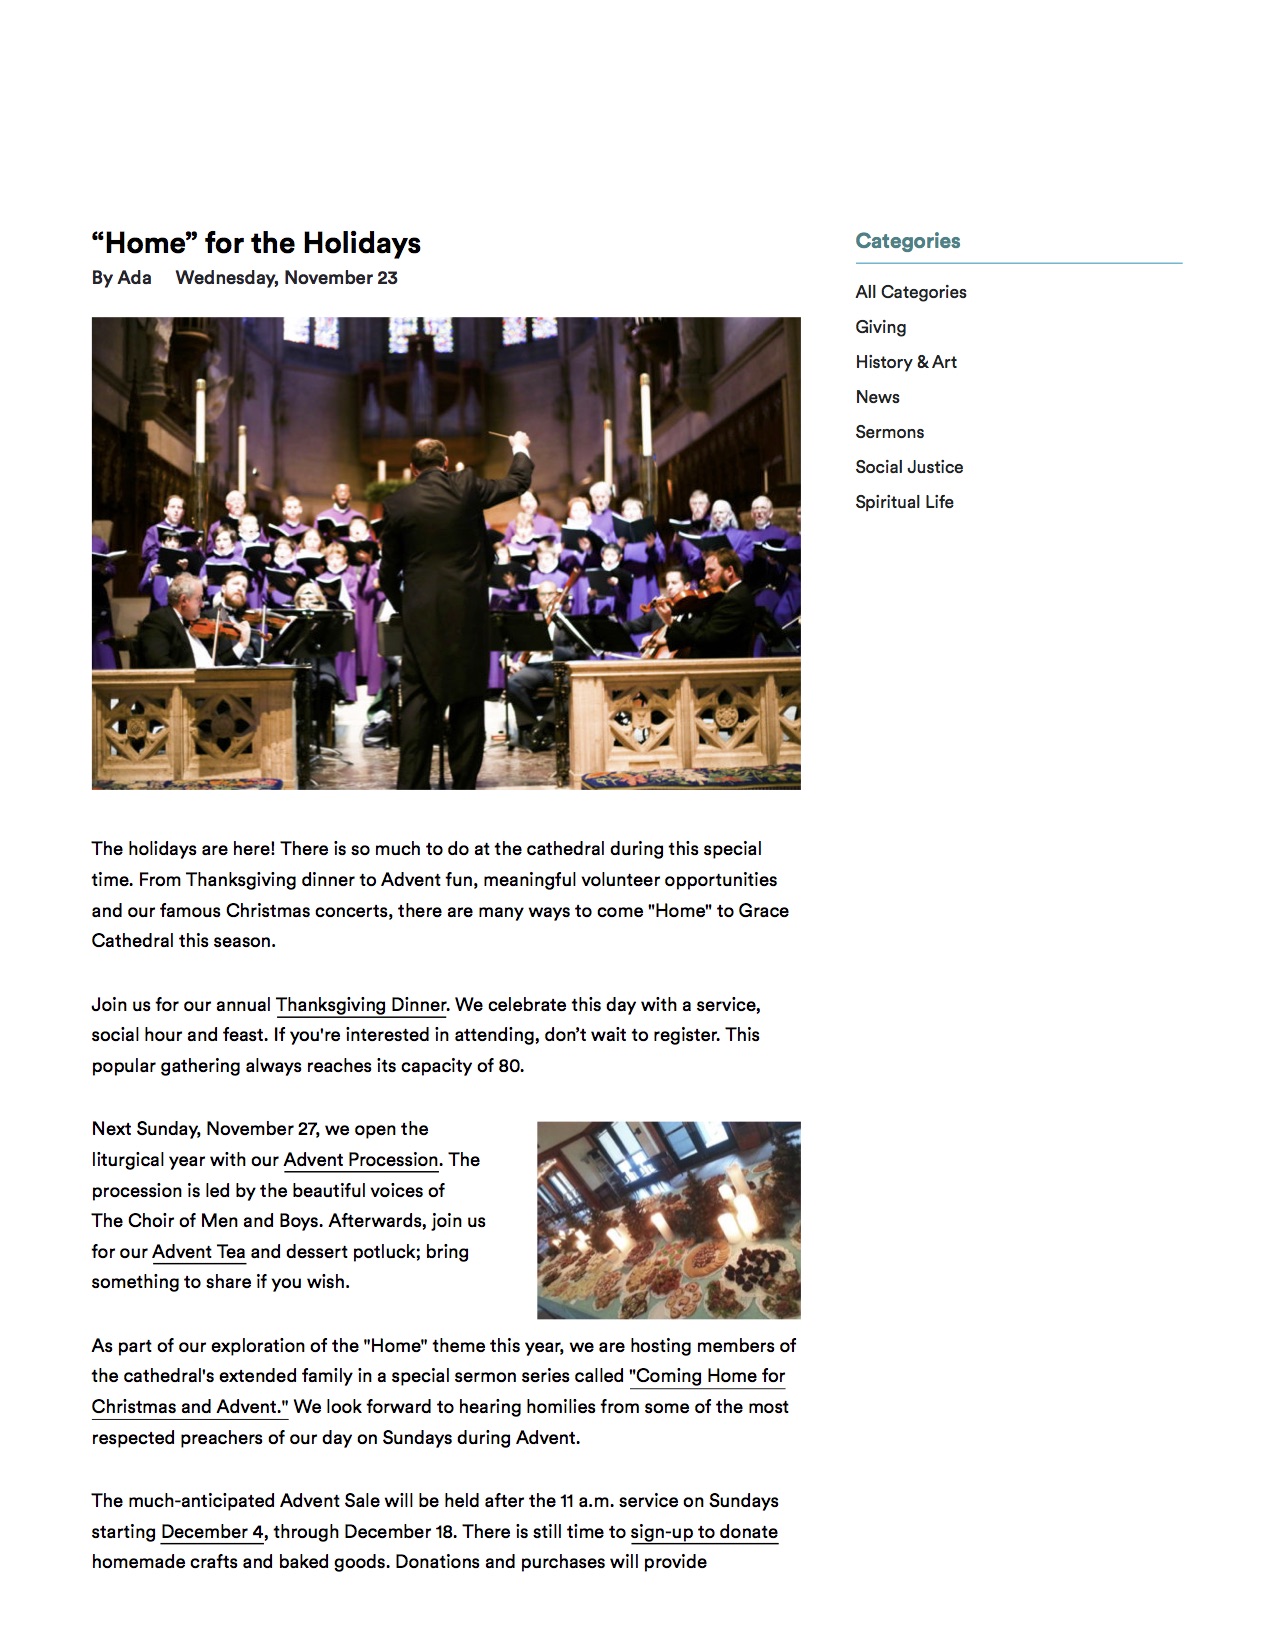 “Home” for the Holidays
By Ada Wednesday, November 23
The holidays are here! There is so much to do at the cathedral during this special
time. From Thanksgiving dinner to Advent fun, meaningful volunteer opportunities
and our famous Christmas concerts, there are many ways to come "Home" to Grace
Cathedral this season.
Join us for our annual Thanksgiving Dinner. We celebrate this day with a service,
social hour and feast. If you're interested in attending, don’t wait to register. This
popular gathering always reaches its capacity of 80.
Next Sunday, November 27, we open the
liturgical year with our Advent Procession. The
procession is led by the beautiful voices of
The Choir of Men and Boys. Afterwards, join us
for our Advent Tea and dessert potluck; bring
something to share if you wish.
As part of our exploration of the "Home" theme this year, we are hosting members of
the cathedral's extended family in a special sermon series called "Coming Home for
Christmas and Advent." We look forward to hearing homilies from some of the most
respected preachers of our day on Sundays during Advent.
The much-anticipated Advent Sale will be held after the 11 a.m. service on Sundays
starting December 4, through December 18. There is still time to sign-up to donate
homemade crafts and baked goods. Donations and purchases will provide
Categories
All Categories
Giving
History & Art
News
Sermons
Social Justice
Spiritual Life